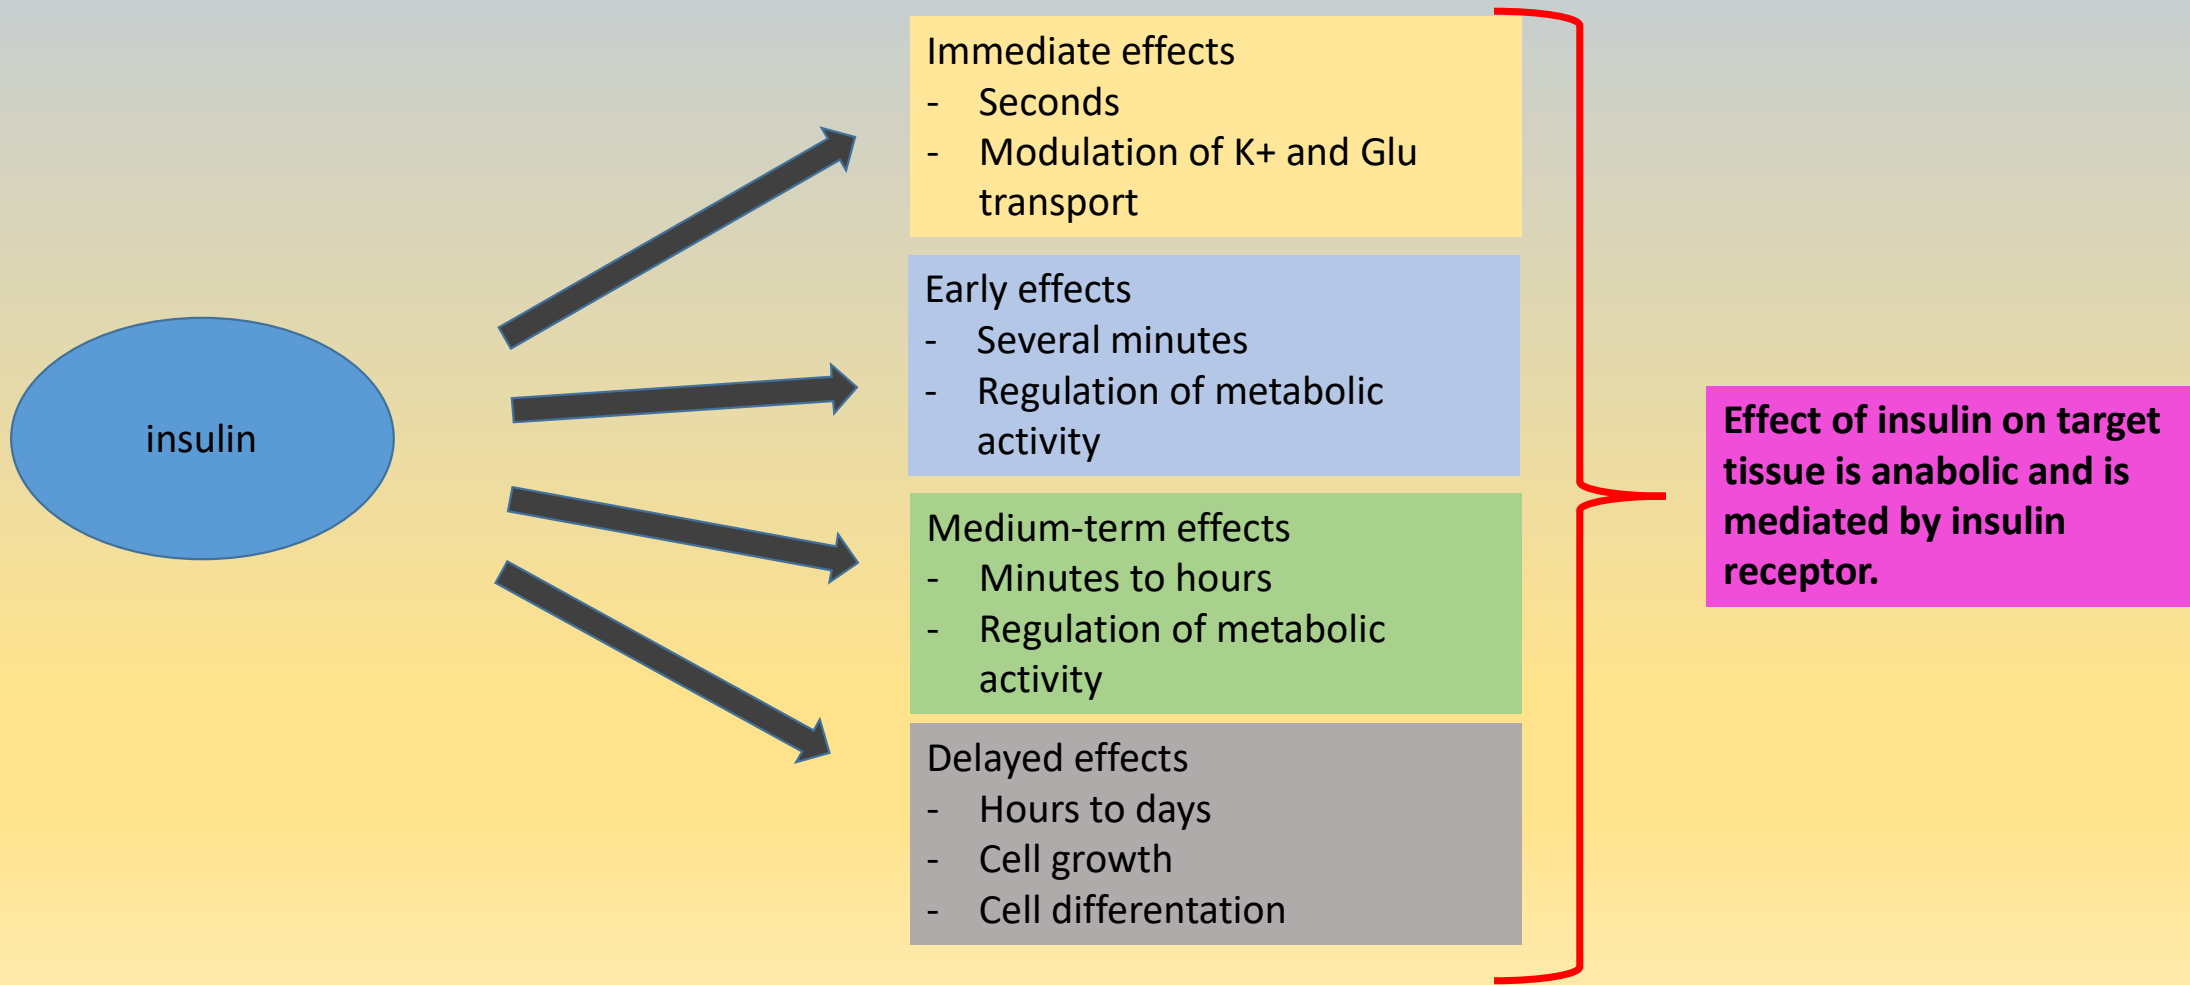 insulin
Immediate effects
- Seconds
- Modulation of K+ and Glu
transport
Early effects
- Several minutes
- Regulation of metabolic
activity
Medium-term effects
- Minutes to hours
- Regulation of metabolic
activity
Delayed effects
- Hours to days
- Cell growth
- Cell differentation
Effect of insulin on target
tissue is anabolic and is
mediated by insulin
receptor.